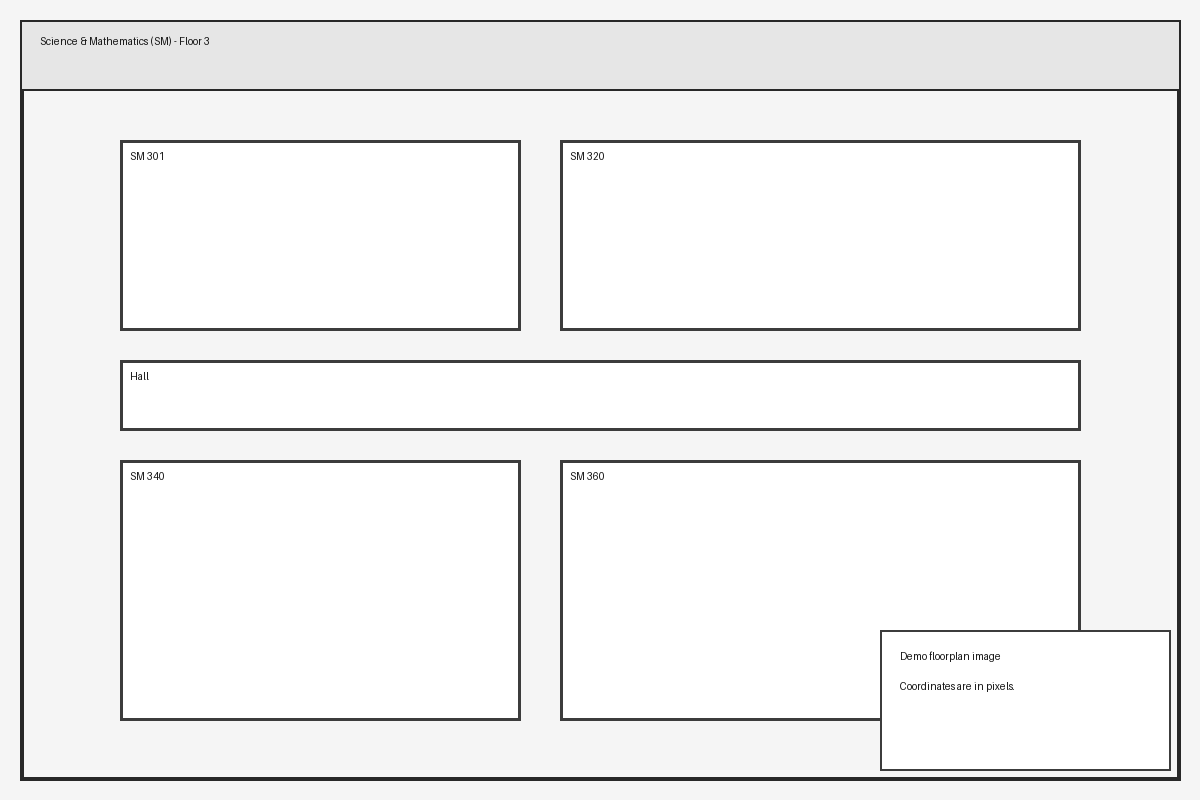 Science & Mathematics (SM) - Floor 3
SM 301
SM 320
Hall
SM 340
SM 360
Demo floorplan image
Coordinates are in pixels.